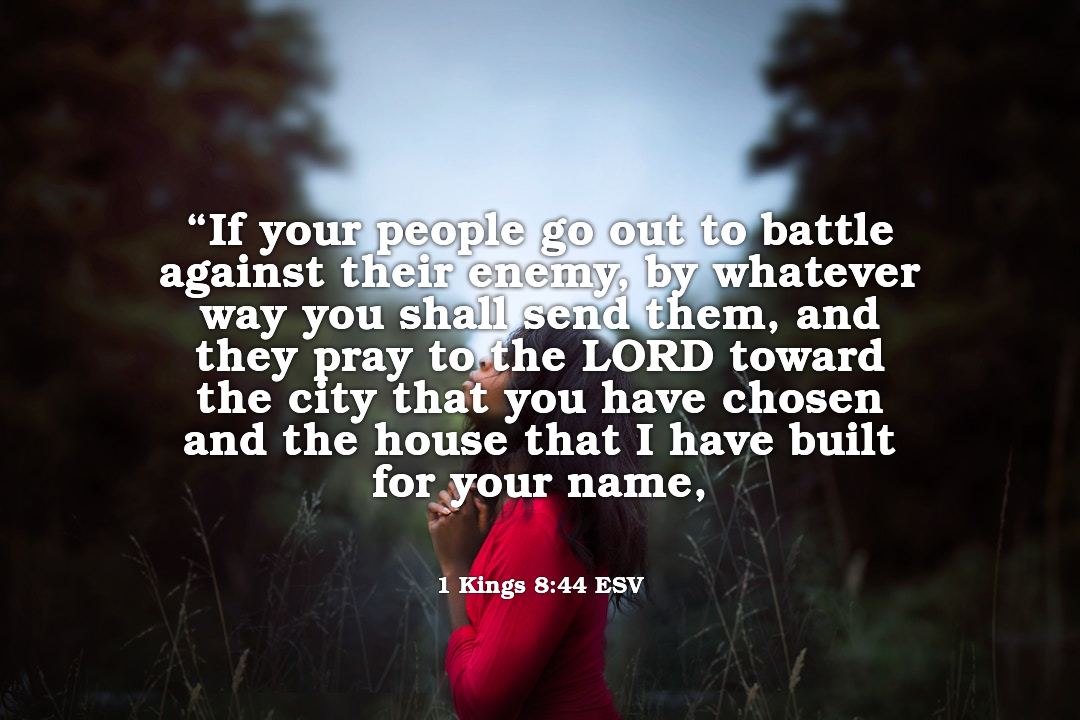 “If your people go out to battle
against their enemy, by whatever
way you shall send them, and
they pray to the LORD toward
the city that you have chosen
and the house that I have built
for your name,
1 Kings 8:44 ESV